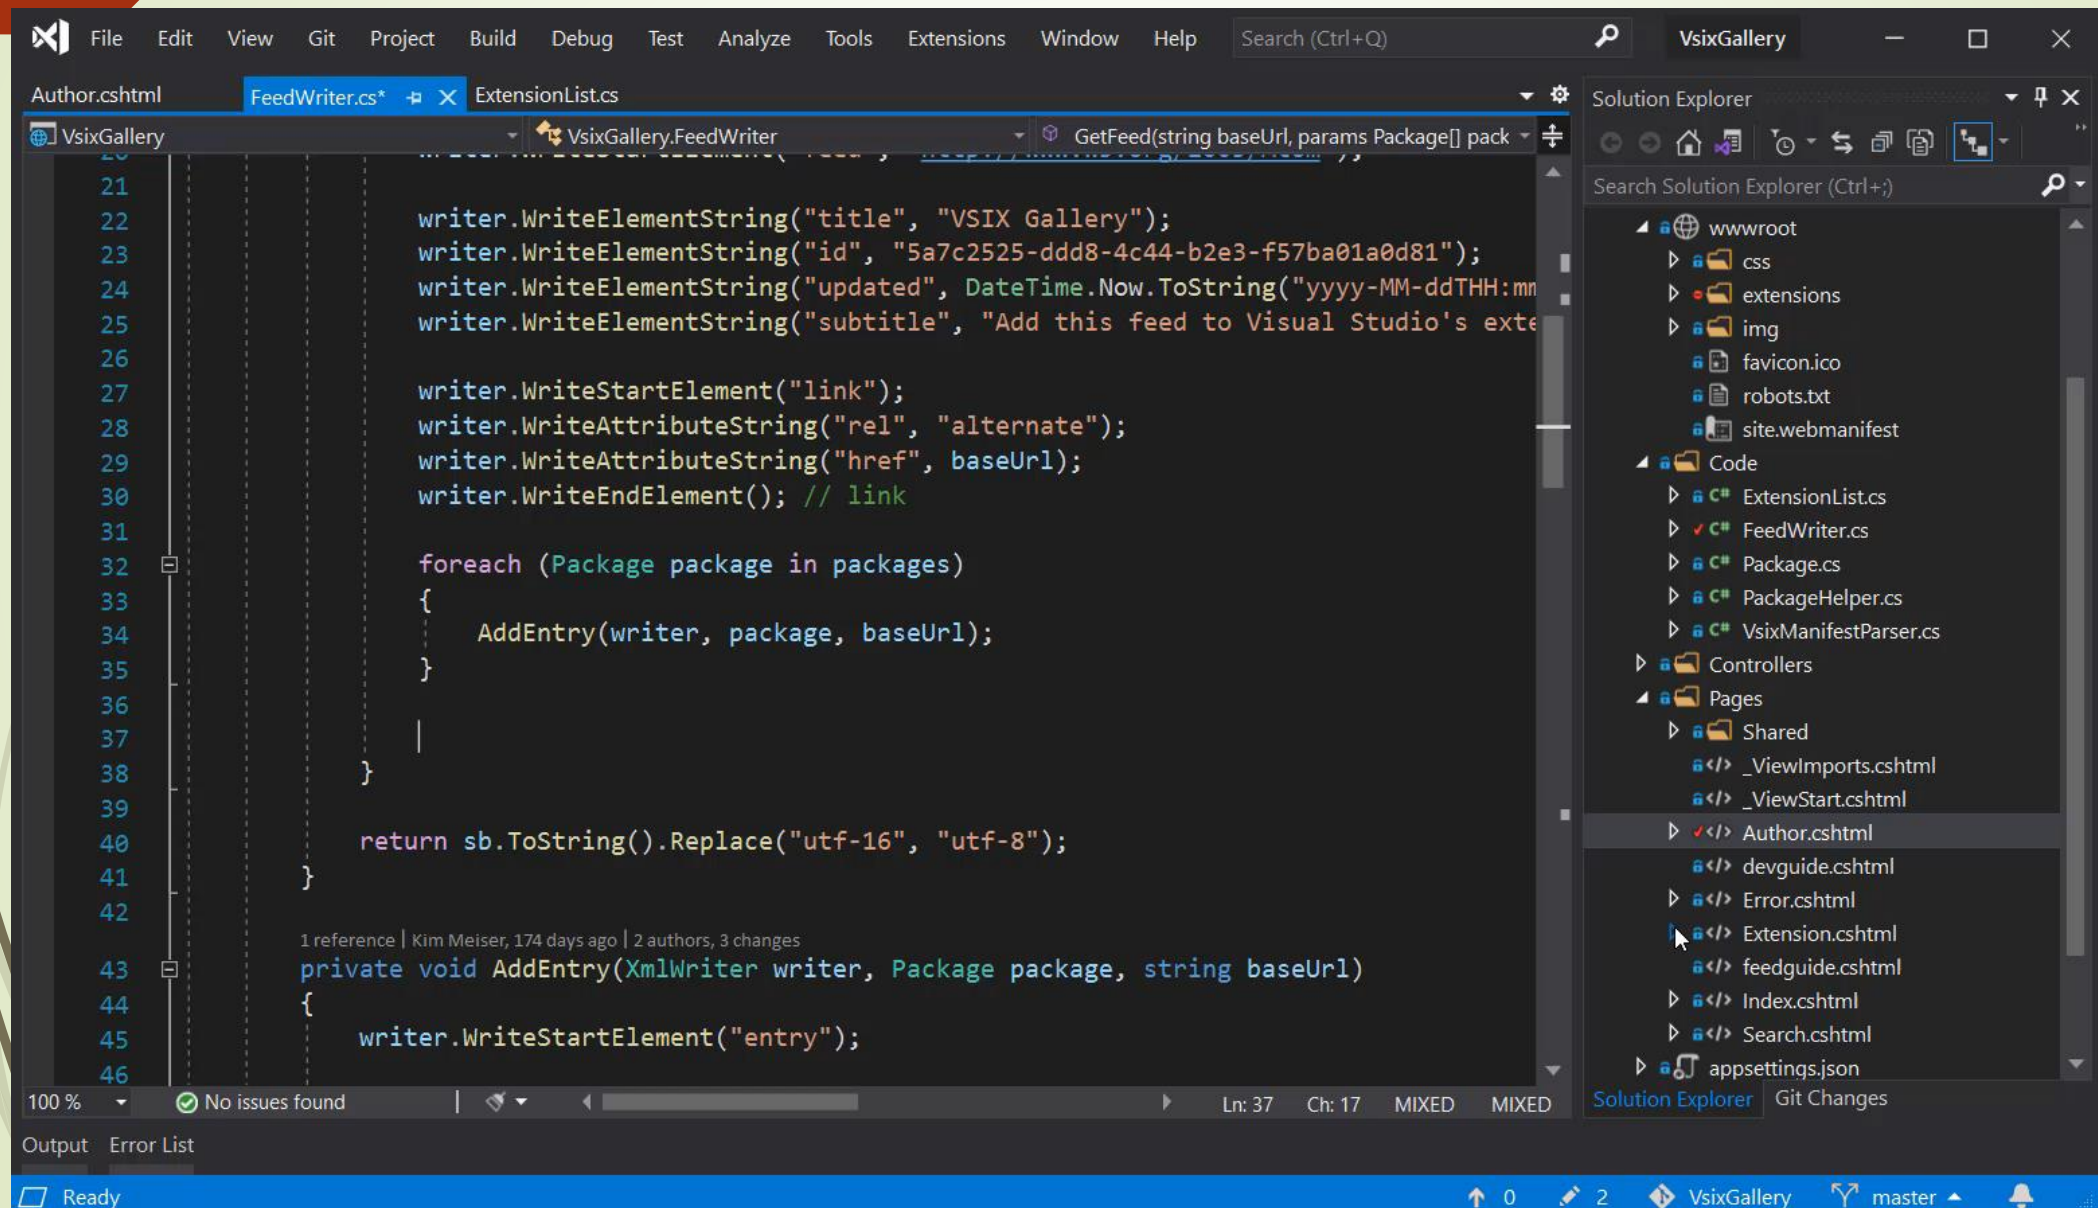 File Edit View Git Project Build Debug Test Analyze Tools Extensions Window Help Search (Ctrl+Q) VsixGallery
Author.cshtml FeedWriter.cs* ExtensionList.cs
VsixGallery VsixGallery.FeedWriter GetFeed(string baseUrl, params Package[] pack
21
22 writer.WriteElementString("title", "VSIX Gallery");
23 writer.WriteElementString("id", "5a7c2525-ddd8-4c44-b2e3-f57ba01a0d81");
24 writer.WriteElementString("updated", DateTime.Now.ToString("yyyy-MM-ddTHH:mm
25 writer.WriteElementString("subtitle", "Add this feed to Visual Studio's exte
26
27 writer.WriteStartElement("link");
28 writer.WriteAttributeString("rel", "alternate");
29 writer.WriteAttributeString("href", baseUrl);
30 writer.WriteEndElement(); // link
31
32 foreach (Package package in packages)
33 {
34 AddEntry(writer, package, baseUrl);
35 }
36
37
38 }
39
40 return sb.ToString().Replace("utf-16", "utf-8");
41 }
42
1 reference | Kim Meiser, 174 days ago | 2 authors, 3 changes
43 private void AddEntry(XmlWriter writer, Package package, string baseUrl)
44 {
45 writer.WriteStartElement("entry");
46
100 % No issues found Ln: 37 Ch: 17 MIXED MIXED
Output Error List
Solution Explorer
Search Solution Explorer (Ctrl+;)
wwwroot
css
extensions
img
favicon.ico
robots.txt
site.webmanifest
Code
C# ExtensionList.cs
C# FeedWriter.cs
C# Package.cs
C# PackageHelper.cs
C# VsixManifestParser.cs
Controllers
Pages
Shared
_ViewImports.cshtml
_ViewStart.cshtml
Author.cshtml
devguide.cshtml
Error.cshtml
Extension.cshtml
feedguide.cshtml
Index.cshtml
Search.cshtml
appsettings.json
Solution Explorer Git Changes
Ready 0 2 VsixGallery master